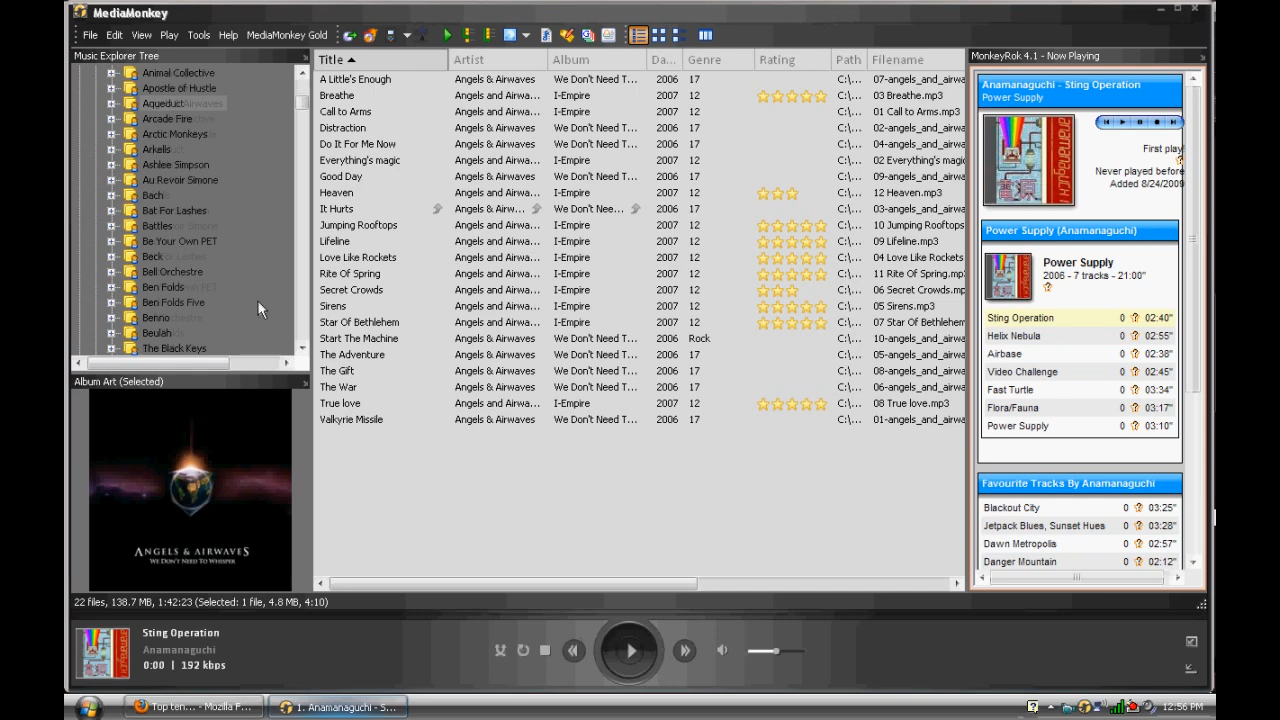 MediaMonkey
File Edit View Play Tools Help MediaMonkey Gold
Music Explorer Tree
Animal Collective
Apostle of Hustle
Aqueduct
Arcade Fire
Arctic Monkeys
Arkells
Ashlee Simpson
Au Revoir Simone
Bach
Bat For Lashes
Battles
Be Your Own PET
Beck
Bell Orchestre
Ben Folds
Ben Folds Five
Benno
Beulah
The Black Keys
Album Art (Selected)
ANGELS & AIRWAVES
WE DON'T NEED TO WHISPER
Title Artist Album Da... Genre Rating Path Filename
A Little's Enough Angels & Airwaves We Don't Need T... 2006 17 C:\... 07-angels_and_airwa
Breathe Angels and Airwa... I-Empire 2007 12 C:\... 03 Breathe.mp3
Call to Arms Angels and Airwa... I-Empire 2007 12 C:\... 01 Call to Arms.mp3
Distraction Angels & Airwaves We Don't Need T... 2006 17 C:\... 02-angels_and_airwa
Do It For Me Now Angels & Airwaves We Don't Need T... 2006 17 C:\... 04-angels_and_airwa
Everything's magic Angels and Airwa... I-Empire 2007 12 C:\... 02 Everything's magic
Good Day Angels & Airwaves We Don't Need T... 2006 17 C:\... 09-angels_and_airwa
Heaven Angels and Airwa... I-Empire 2007 12 C:\... 12 Heaven.mp3
It Hurts Angels & Airw... We Don't Nee... 2006 17 C:\... 03-angels_and_airwa
Jumping Rooftops Angels and Airwa... I-Empire 2007 12 C:\... 10 Jumping Rooftops
Lifeline Angels and Airwa... I-Empire 2007 12 C:\... 09 Lifeline.mp3
Love Like Rockets Angels and Airwa... I-Empire 2007 12 C:\... 04 Love Like Rockets
Rite Of Spring Angels and Airwa... I-Empire 2007 12 C:\... 11 Rite Of Spring.mp3
Secret Crowds Angels and Airwa... I-Empire 2007 12 C:\... 06 Secret Crowds.mp
Sirens Angels and Airwa... I-Empire 2007 12 C:\... 05 Sirens.mp3
Star Of Bethlehem Angels and Airwa... I-Empire 2007 12 C:\... 07 Star Of Bethlehem
Start The Machine Angels & Airwaves We Don't Need T... 2006 Rock C:\... 10-angels_and_airwa
The Adventure Angels & Airwaves We Don't Need T... 2006 17 C:\... 05-angels_and_airwa
The Gift Angels & Airwaves We Don't Need T... 2006 17 C:\... 08-angels_and_airwa
The War Angels & Airwaves We Don't Need T... 2006 17 C:\... 06-angels_and_airwa
True love Angels and Airwa... I-Empire 2007 12 C:\... 08 True love.mp3
Valkyrie Missile Angels & Airwaves We Don't Need T... 2006 17 C:\... 01-angels_and_airwa
MonkeyRok 4.1 - Now Playing
Anamanaguchi - Sting Operation
Power Supply
First play
Never played before
Added 8/24/2009
Power Supply (Anamanaguchi)
Power Supply
2006 - 7 tracks - 21:00"
Sting Operation 0 02:40"
Helix Nebula 0 02:55"
Airbase 0 02:38"
Video Challenge 0 02:45"
Fast Turtle 0 03:34"
Flora/Fauna 0 03:17"
Power Supply 0 03:10"
Favourite Tracks By Anamanaguchi
Blackout City 0 03:25"
Jetpack Blues, Sunset Hues 0 03:28"
Dawn Metropolis 0 02:57"
Danger Mountain 0 02:12"
22 files, 138.7 MB, 1:42:23 (Selected: 1 file, 4.8 MB, 4:10)
Sting Operation
Anamanaguchi
0:00 | 192 kbps
Top ten... - Mozilla F... 1. Anamanaguchi - S... 12:56 PM